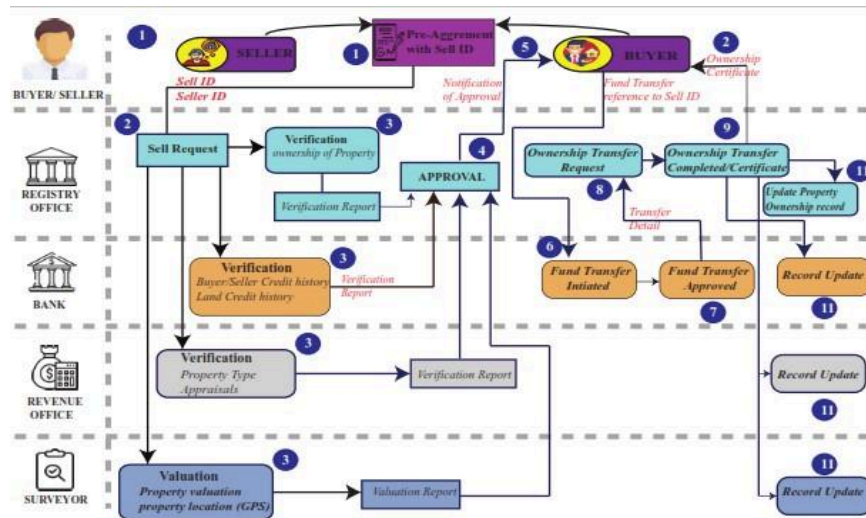 1
SELLER
1
Pre-Aggrement
with Sell ID
5
BUYER
2
Ownership
Certificate
BUYER/ SELLER
Sell ID
Seller ID
Notification
of Approval
Fund Transfer
reference to Sell ID
2
Sell Request
3
Verification
ownership of Property
Verification Report
4
APPROVAL
Ownership Transfer
Request
8
9
Ownership Transfer
Completed/Certificate
11
Update Property
Ownership record
REGISTRY
OFFICE
Transfer
Detail
3
Verification
Buyer/Seller Credit history
Land Credit history
Verification
Report
6
Fund Transfer
Intiated
Fund Transfer
Approved
7
Record Update
11
BANK
3
Verification
Property Type
Appraisals
Verification Report
Record Update
11
REVENUE
OFFICE
3
Valuation
Property valuation
property location (GPS)
Valuation Report
11
Record Update
SURVEYOR